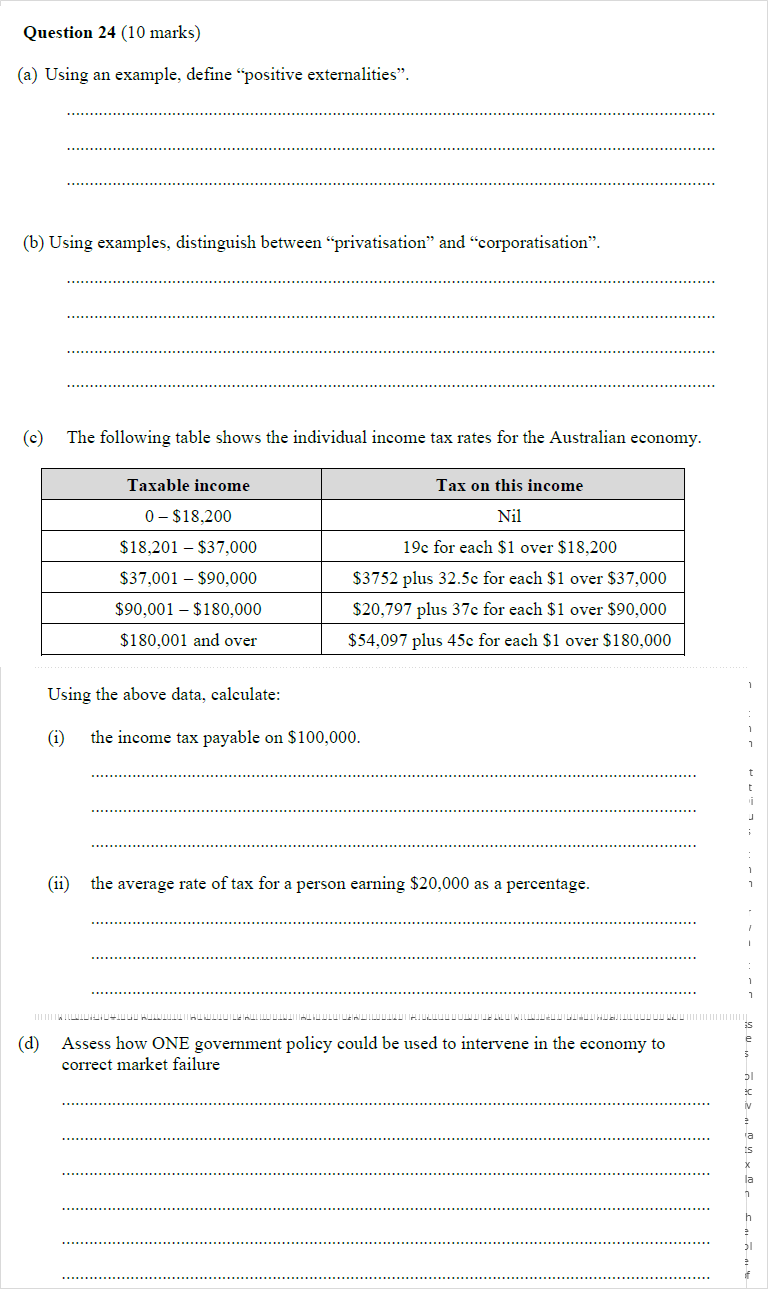 Question 24 (10 marks)
(a) Using an example, define “positive externalities”.
(b) Using examples, distinguish between “privatisation” and “corporatisation”.
(c) The following table shows the individual income tax rates for the Australian economy.
Taxable income Tax on this income
0 – $18,200 Nil
$18,201 – $37,000 19c for each $1 over $18,200
$37,001 – $90,000 $3752 plus 32.5c for each $1 over $37,000
$90,001 – $180,000 $20,797 plus 37c for each $1 over $90,000
$180,001 and over $54,097 plus 45c for each $1 over $180,000
Using the above data, calculate:
(i) the income tax payable on $100,000.
(ii) the average rate of tax for a person earning $20,000 as a percentage.
(d) Assess how ONE government policy could be used to intervene in the economy to
correct market failure